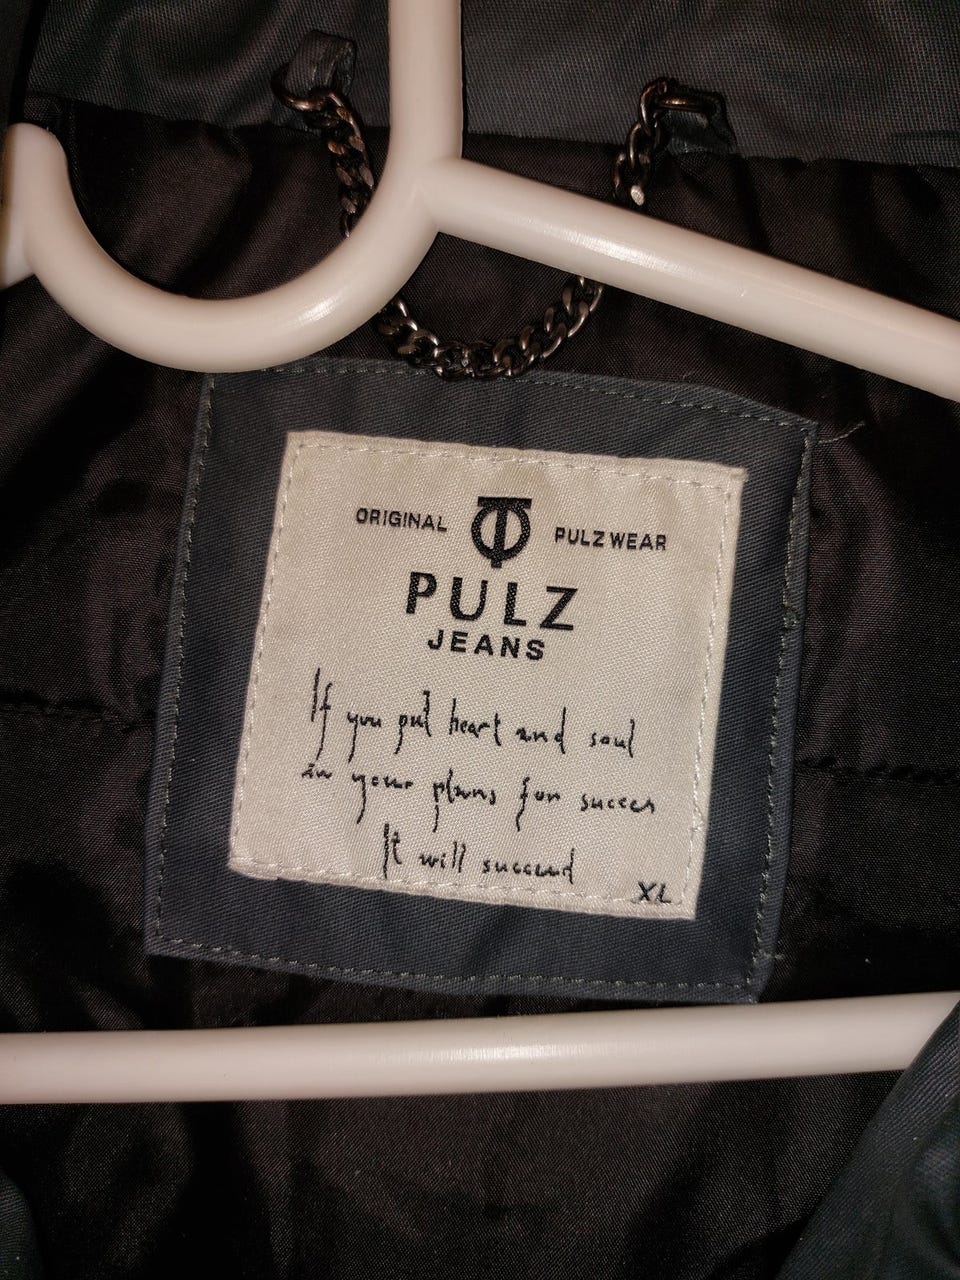 ORIGINAL PULZWEAR
PULZ
JEANS
If you put heart and soul
in your plans for succes
It will succeed
XL